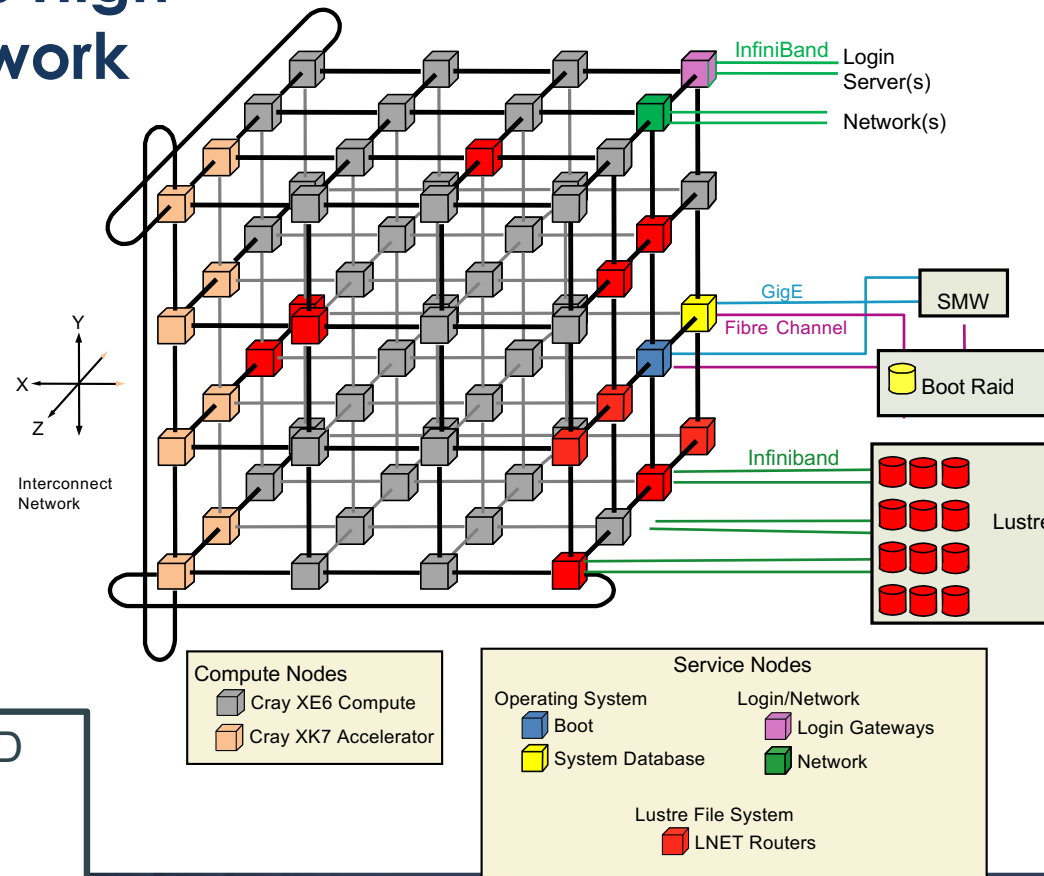 high
work
InfiniBand
Login
Server(s)
Network(s)
GigE
SMW
Fibre Channel
Boot Raid
Y
X
Z
Interconnect
Network
Infiniband
Lustre
Compute Nodes
Cray XE6 Compute
Cray XK7 Accelerator
Service Nodes
Operating System
Login/Network
Boot
Login Gateways
System Database
Network
Lustre File System
LNET Routers
D